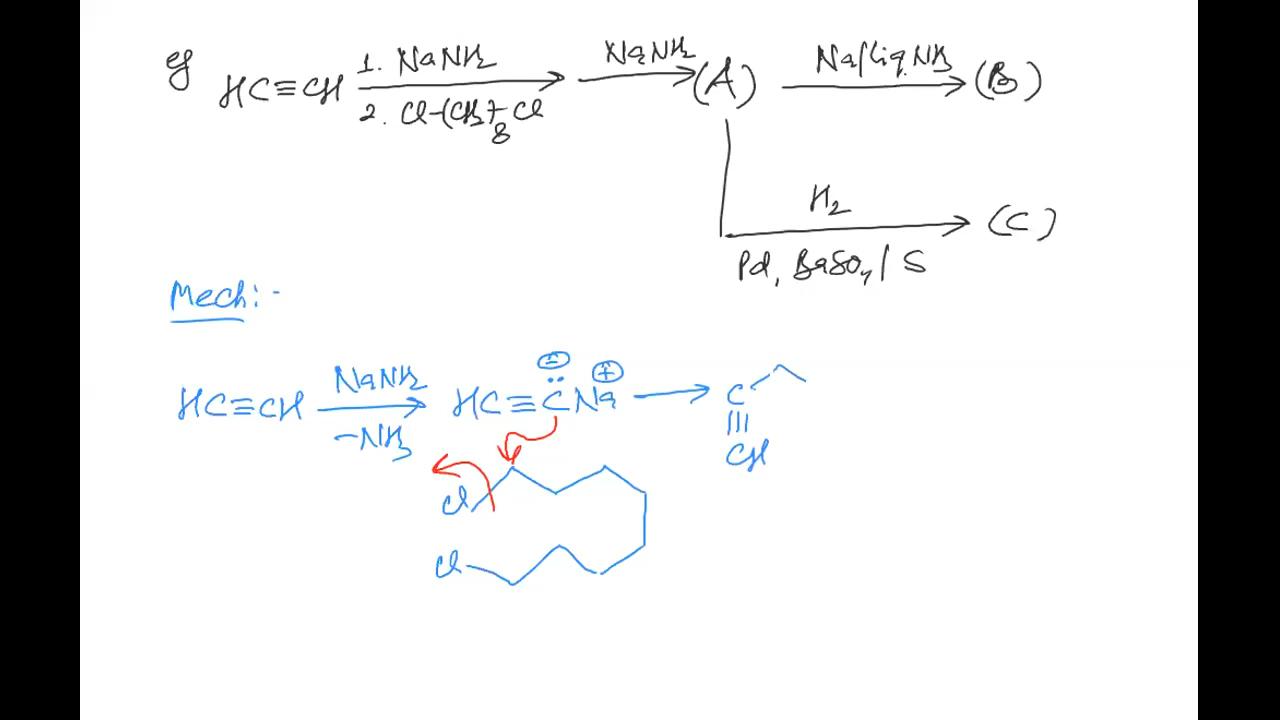 eg HC≡CH 1. NaNH₂ NaNH₂ (A) Na/liq. NH₃ (B)
2. Cl-(CH₂)₈-Cl
H₂ (C)
Pd, BaSO₄ / S
Mech:-
HC≡CH NaNH₂ HC≡C⊖ Na⊕ C
-NH₃ |||
CH
Cl
Cl